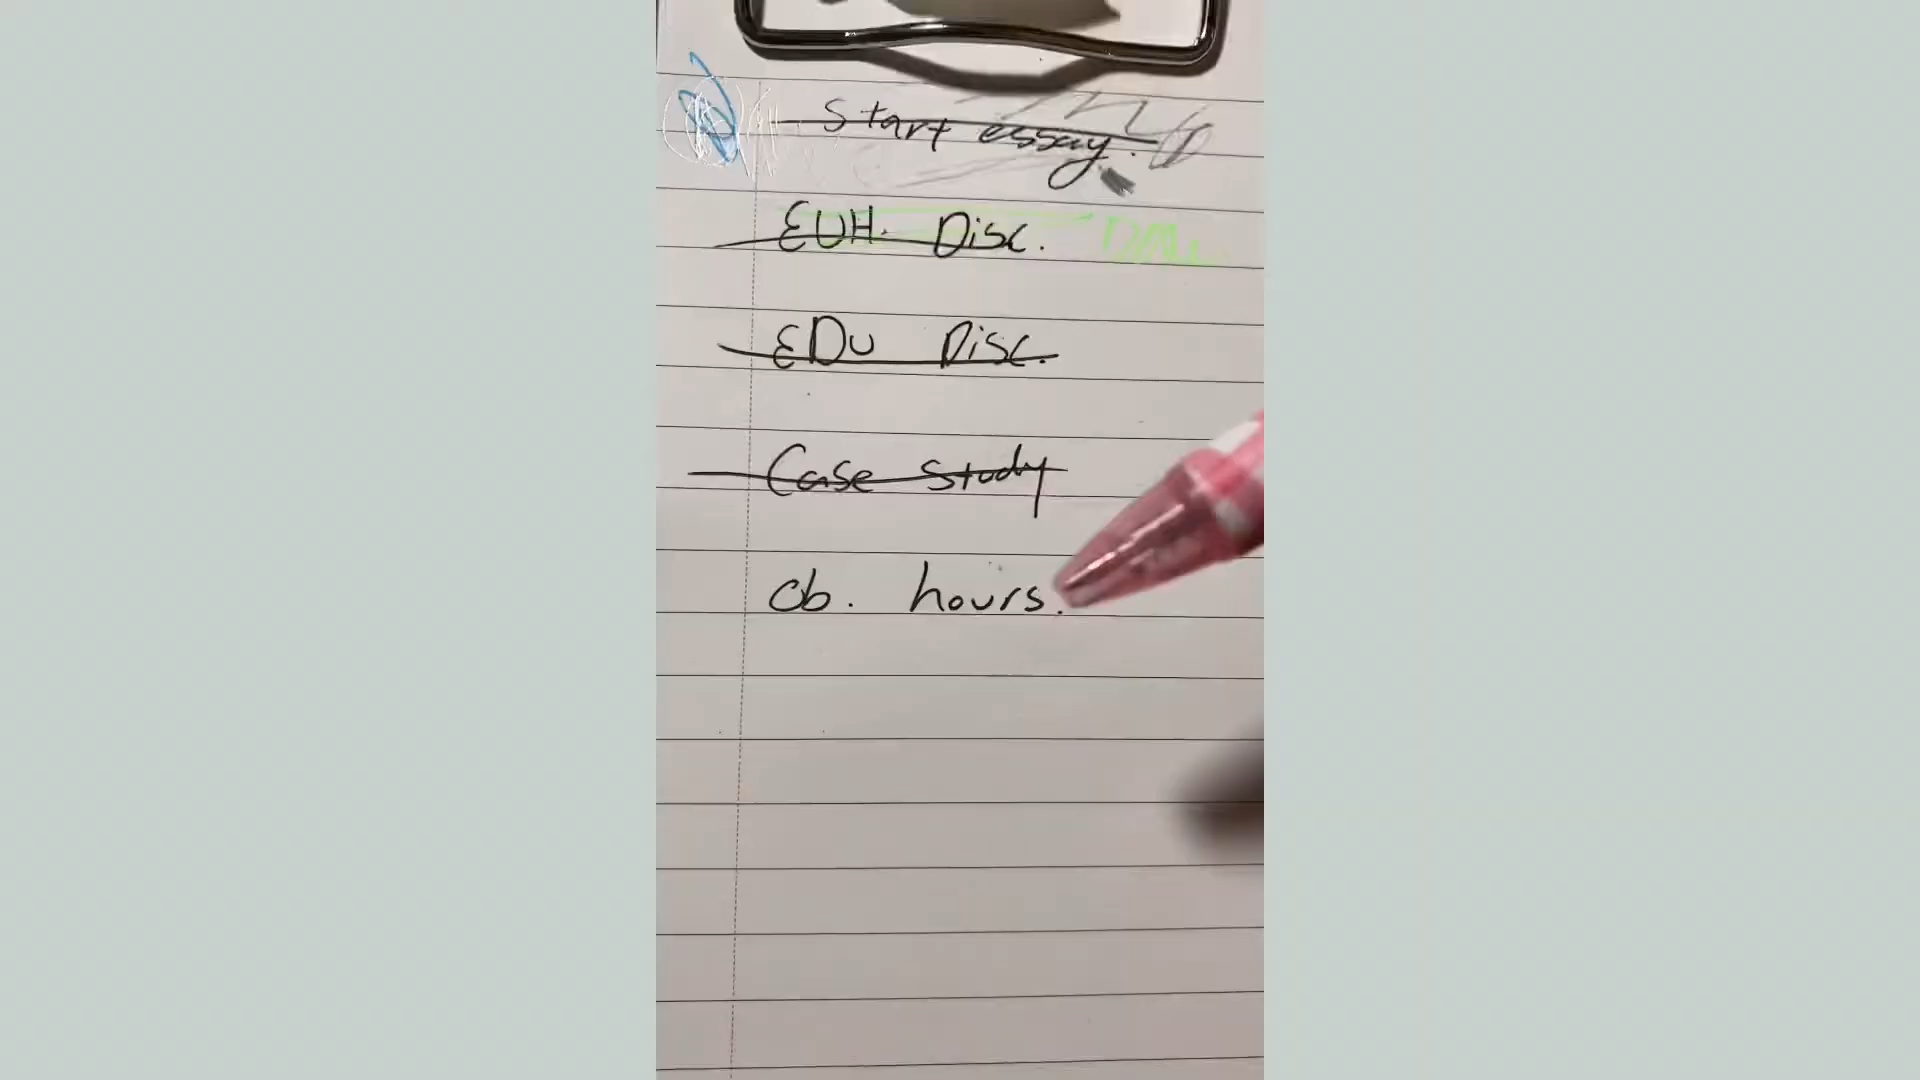 Start essay.
EUH. Disc.
EDU Disc.
Case study
Ob. hours.